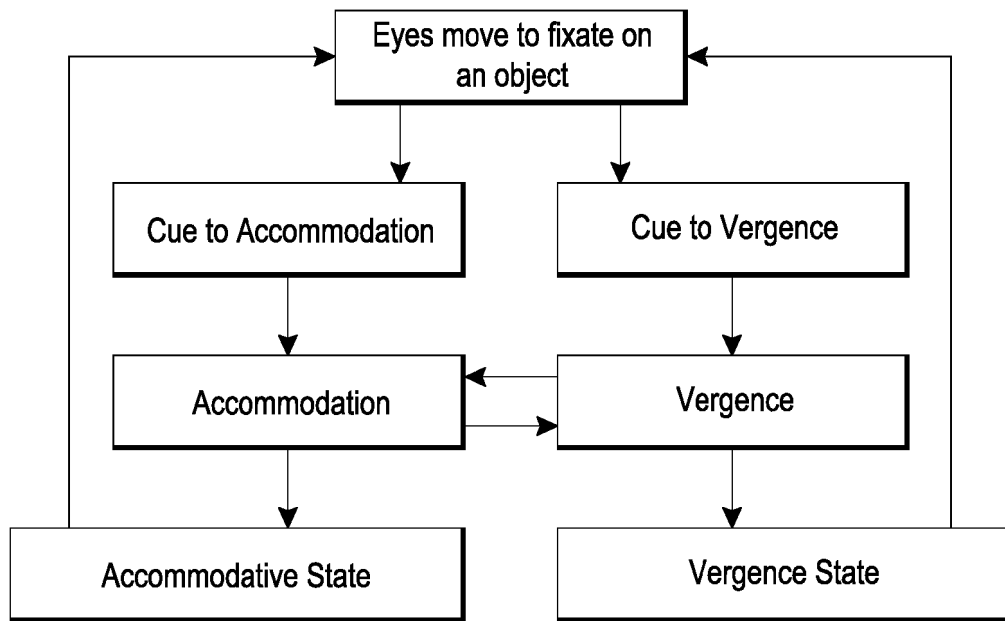 Eyes move to fixate on
an object
Cue to Accommodation
Cue to Vergence
Accommodation
Vergence
Accommodative State
Vergence State